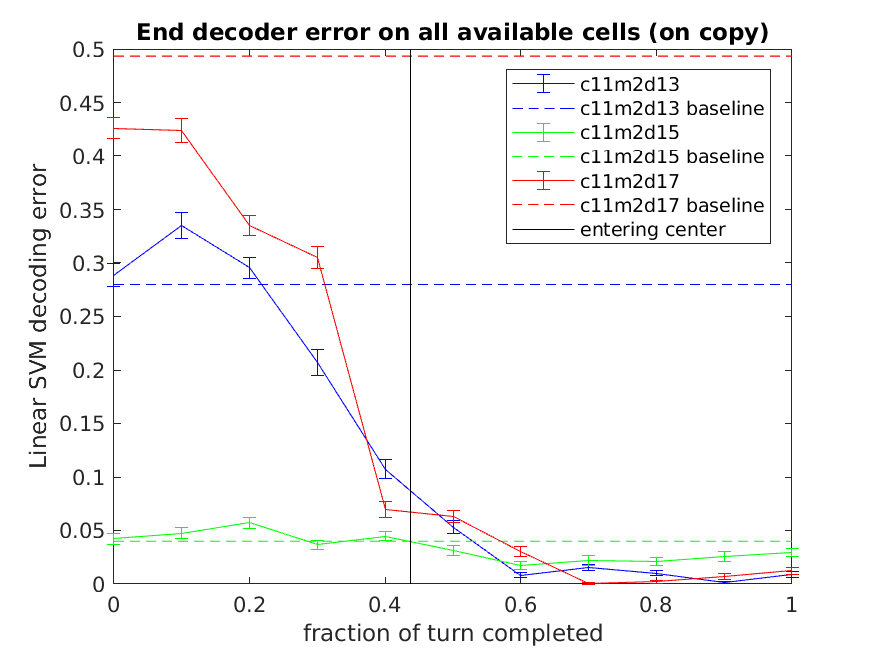 End decoder error on all available cells (on copy)
Linear SVM decoding error
0.5
0.45
0.4
0.35
0.3
0.25
0.2
0.15
0.1
0.05
0
c11m2d13
c11m2d13 baseline
c11m2d15
c11m2d15 baseline
c11m2d17
c11m2d17 baseline
entering center
0 0.2 0.4 0.6 0.8 1
fraction of turn completed